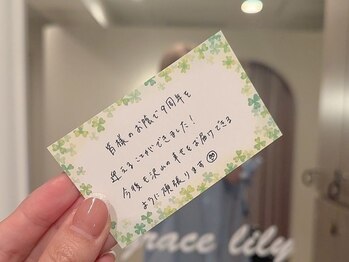 皆様のお陰で9周年を
迎えることができました!
今後も沢山の幸せをお届けできる
ように頑張ります
grace lily